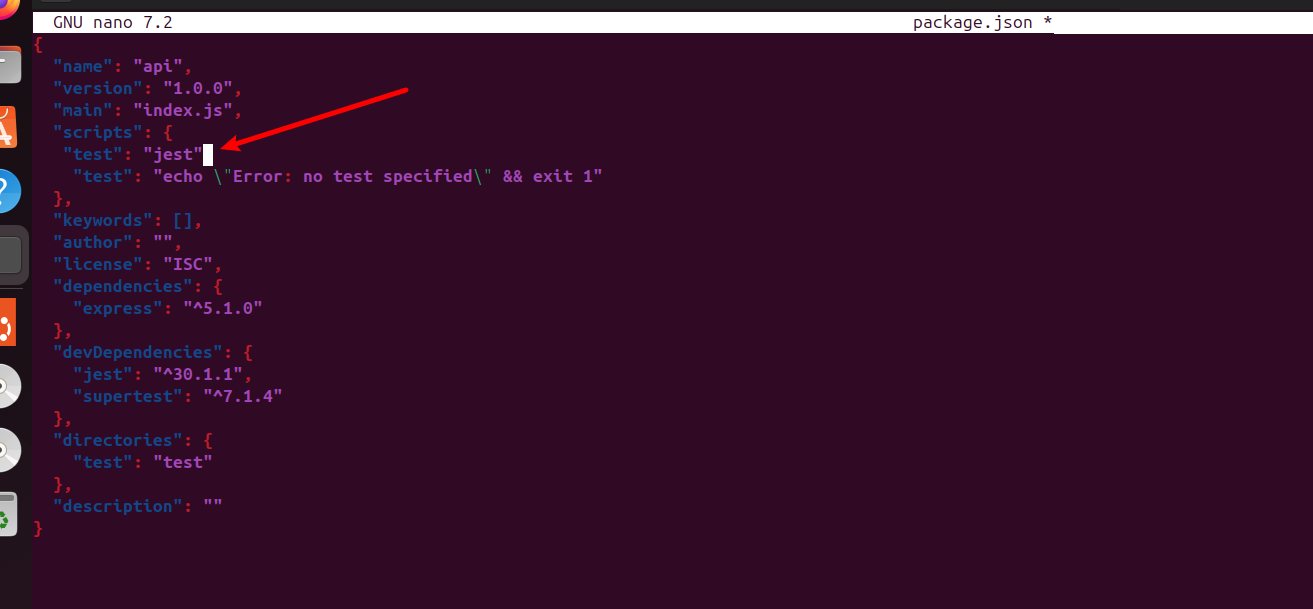 GNU nano 7.2 package.json *
{
"name": "api",
"version": "1.0.0",
"main": "index.js",
"scripts": {
"test": "jest"
"test": "echo \"Error: no test specified\" && exit 1"
},
"keywords": [],
"author": "",
"license": "ISC",
"dependencies": {
"express": "^5.1.0"
},
"devDependencies": {
"jest": "^30.1.1",
"supertest": "^7.1.4"
},
"directories": {
"test": "test"
},
"description": ""
}